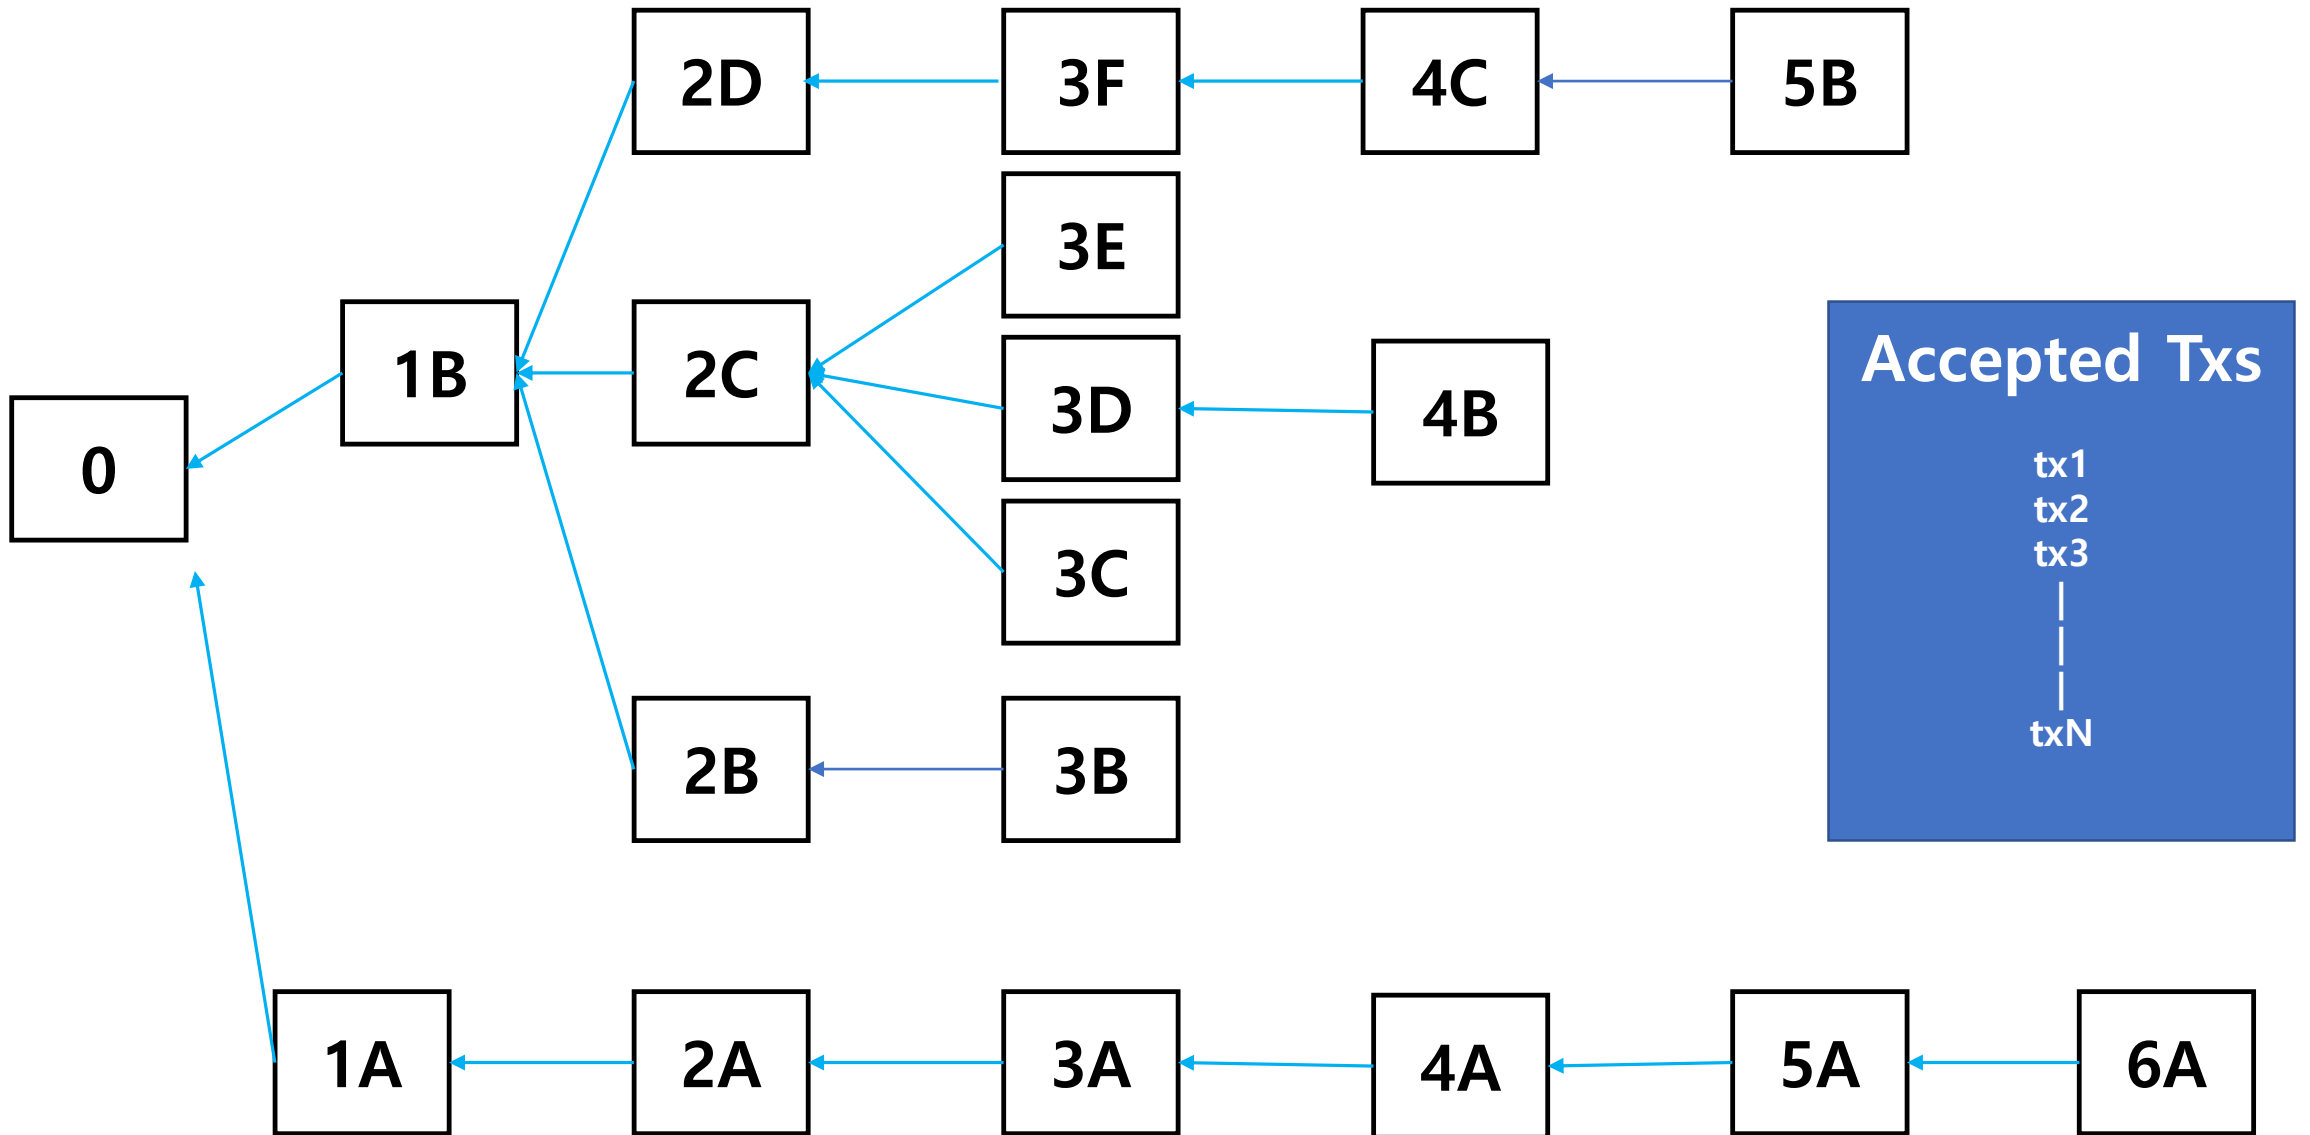 2D
3F
4C
5B
3E
1B
2C
3D
4B
0
3C
2B
3B
1A
2A
3A
4A
5A
6A
Accepted Txs
tx1
tx2
tx3
|
|
|
txN